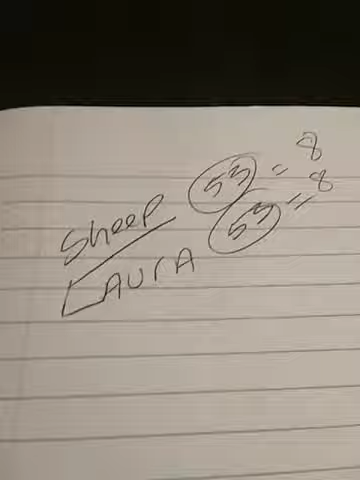 Sheep 53 = 8
LAURA 53 = 8